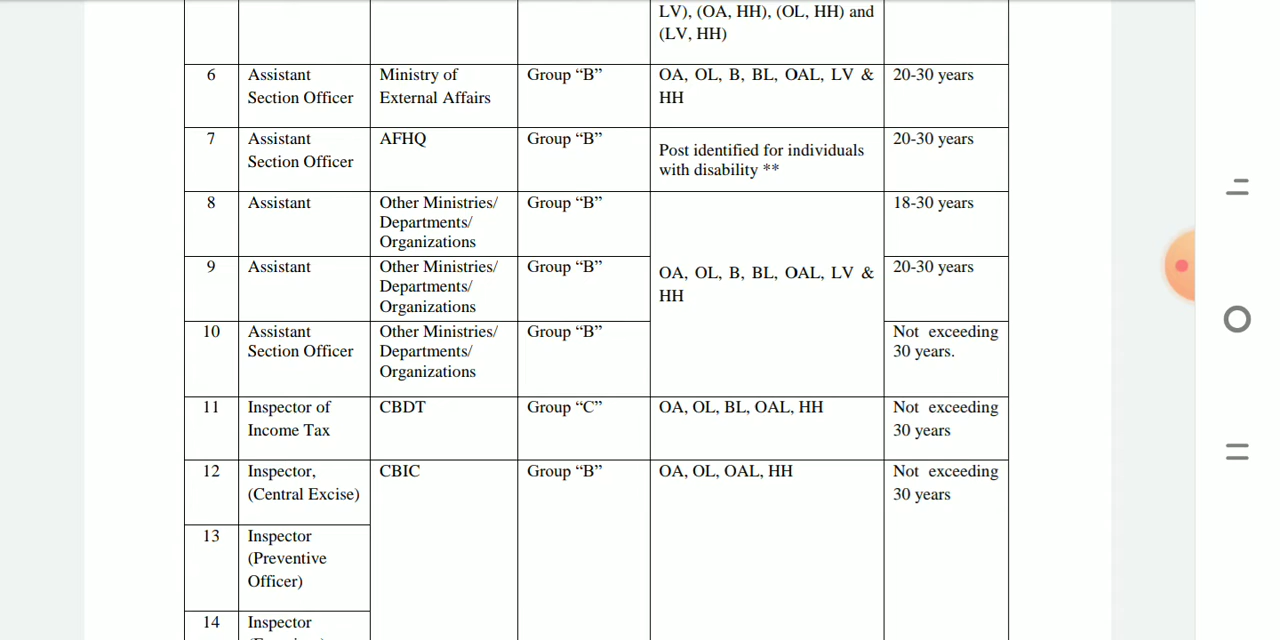 LV), (OA, HH), (OL, HH) and
(LV, HH)
6 Assistant Ministry of Group “B” OA, OL, B, BL, OAL, LV & 20-30 years
Section Officer External Affairs HH
7 Assistant AFHQ Group “B” 20-30 years
Section Officer Post identified for individuals
with disability **
8 Assistant Other Ministries/ Group “B” 18-30 years
Departments/
Organizations
9 Assistant Other Ministries/ Group “B” OA, OL, B, BL, OAL, LV & 20-30 years
Departments/ HH
Organizations
10 Assistant Other Ministries/ Group “B” Not exceeding
Section Officer Departments/ 30 years.
Organizations
11 Inspector of CBDT Group “C” OA, OL, BL, OAL, HH Not exceeding
Income Tax 30 years
12 Inspector, CBIC Group “B” OA, OL, OAL, HH Not exceeding
(Central Excise) 30 years
13 Inspector
(Preventive
Officer)
14 Inspector